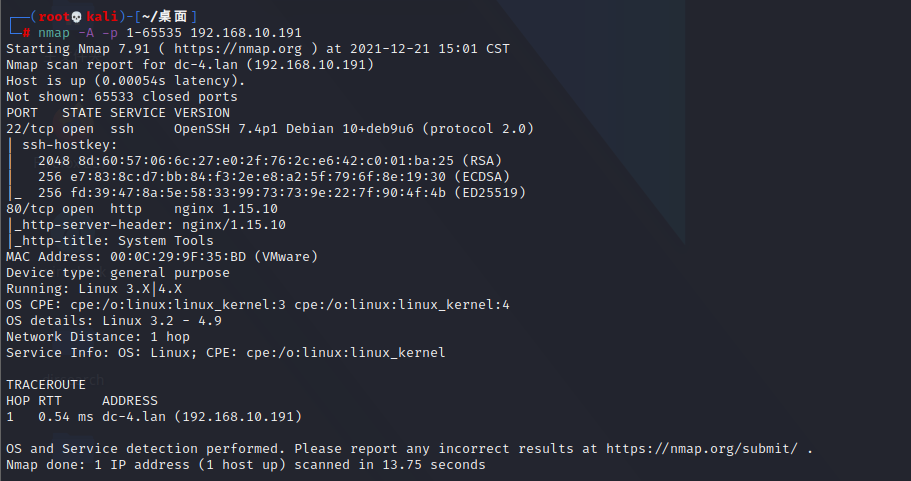 ┌──(root💀kali)-[~/桌面]
└─# nmap -A -p 1-65535 192.168.10.191
Starting Nmap 7.91 ( https://nmap.org ) at 2021-12-21 15:01 CST
Nmap scan report for dc-4.lan (192.168.10.191)
Host is up (0.00054s latency).
Not shown: 65533 closed ports
PORT   STATE SERVICE VERSION
22/tcp open  ssh     OpenSSH 7.4p1 Debian 10+deb9u6 (protocol 2.0)
| ssh-hostkey:
|   2048 8d:60:57:06:6c:27:e0:2f:76:2c:e6:42:c0:01:ba:25 (RSA)
|   256 e7:83:8c:d7:bb:84:f3:2e:e8:a2:5f:79:6f:8e:19:30 (ECDSA)
|_  256 fd:39:47:8a:5e:58:33:99:73:73:9e:22:7f:90:4f:4b (ED25519)
80/tcp open  http    nginx 1.15.10
|_http-server-header: nginx/1.15.10
|_http-title: System Tools
MAC Address: 00:0C:29:9F:35:BD (VMware)
Device type: general purpose
Running: Linux 3.X|4.X
OS CPE: cpe:/o:linux:linux_kernel:3 cpe:/o:linux:linux_kernel:4
OS details: Linux 3.2 - 4.9
Network Distance: 1 hop
Service Info: OS: Linux; CPE: cpe:/o:linux:linux_kernel
TRACEROUTE
HOP RTT     ADDRESS
1   0.54 ms dc-4.lan (192.168.10.191)
OS and Service detection performed. Please report any incorrect results at https://nmap.org/submit/ .
Nmap done: 1 IP address (1 host up) scanned in 13.75 seconds